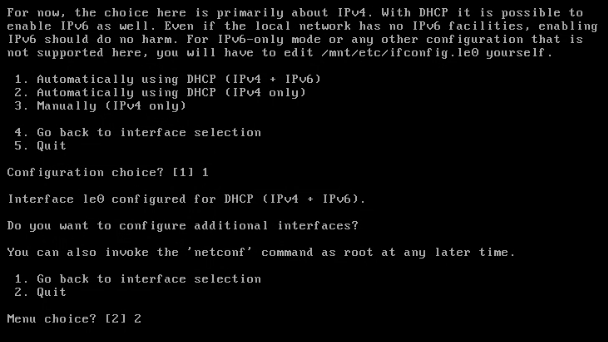 For now, the choice here is primarily about IPv4. With DHCP it is possible to
enable IPv6 as well. Even if the local network has no IPv6 facilities, enabling
IPv6 should do no harm. For IPv6-only mode or any other configuration that is
not supported here, you will have to edit /mnt/etc/ifconfig.le0 yourself.
1. Automatically using DHCP (IPv4 + IPv6)
2. Automatically using DHCP (IPv4 only)
3. Manually (IPv4 only)
4. Go back to interface selection
5. Quit
Configuration choice? [1] 1
Interface le0 configured for DHCP (IPv4 + IPv6).
Do you want to configure additional interfaces?
You can also invoke the 'netconf' command as root at any later time.
1. Go back to interface selection
2. Quit
Menu choice? [2] 2